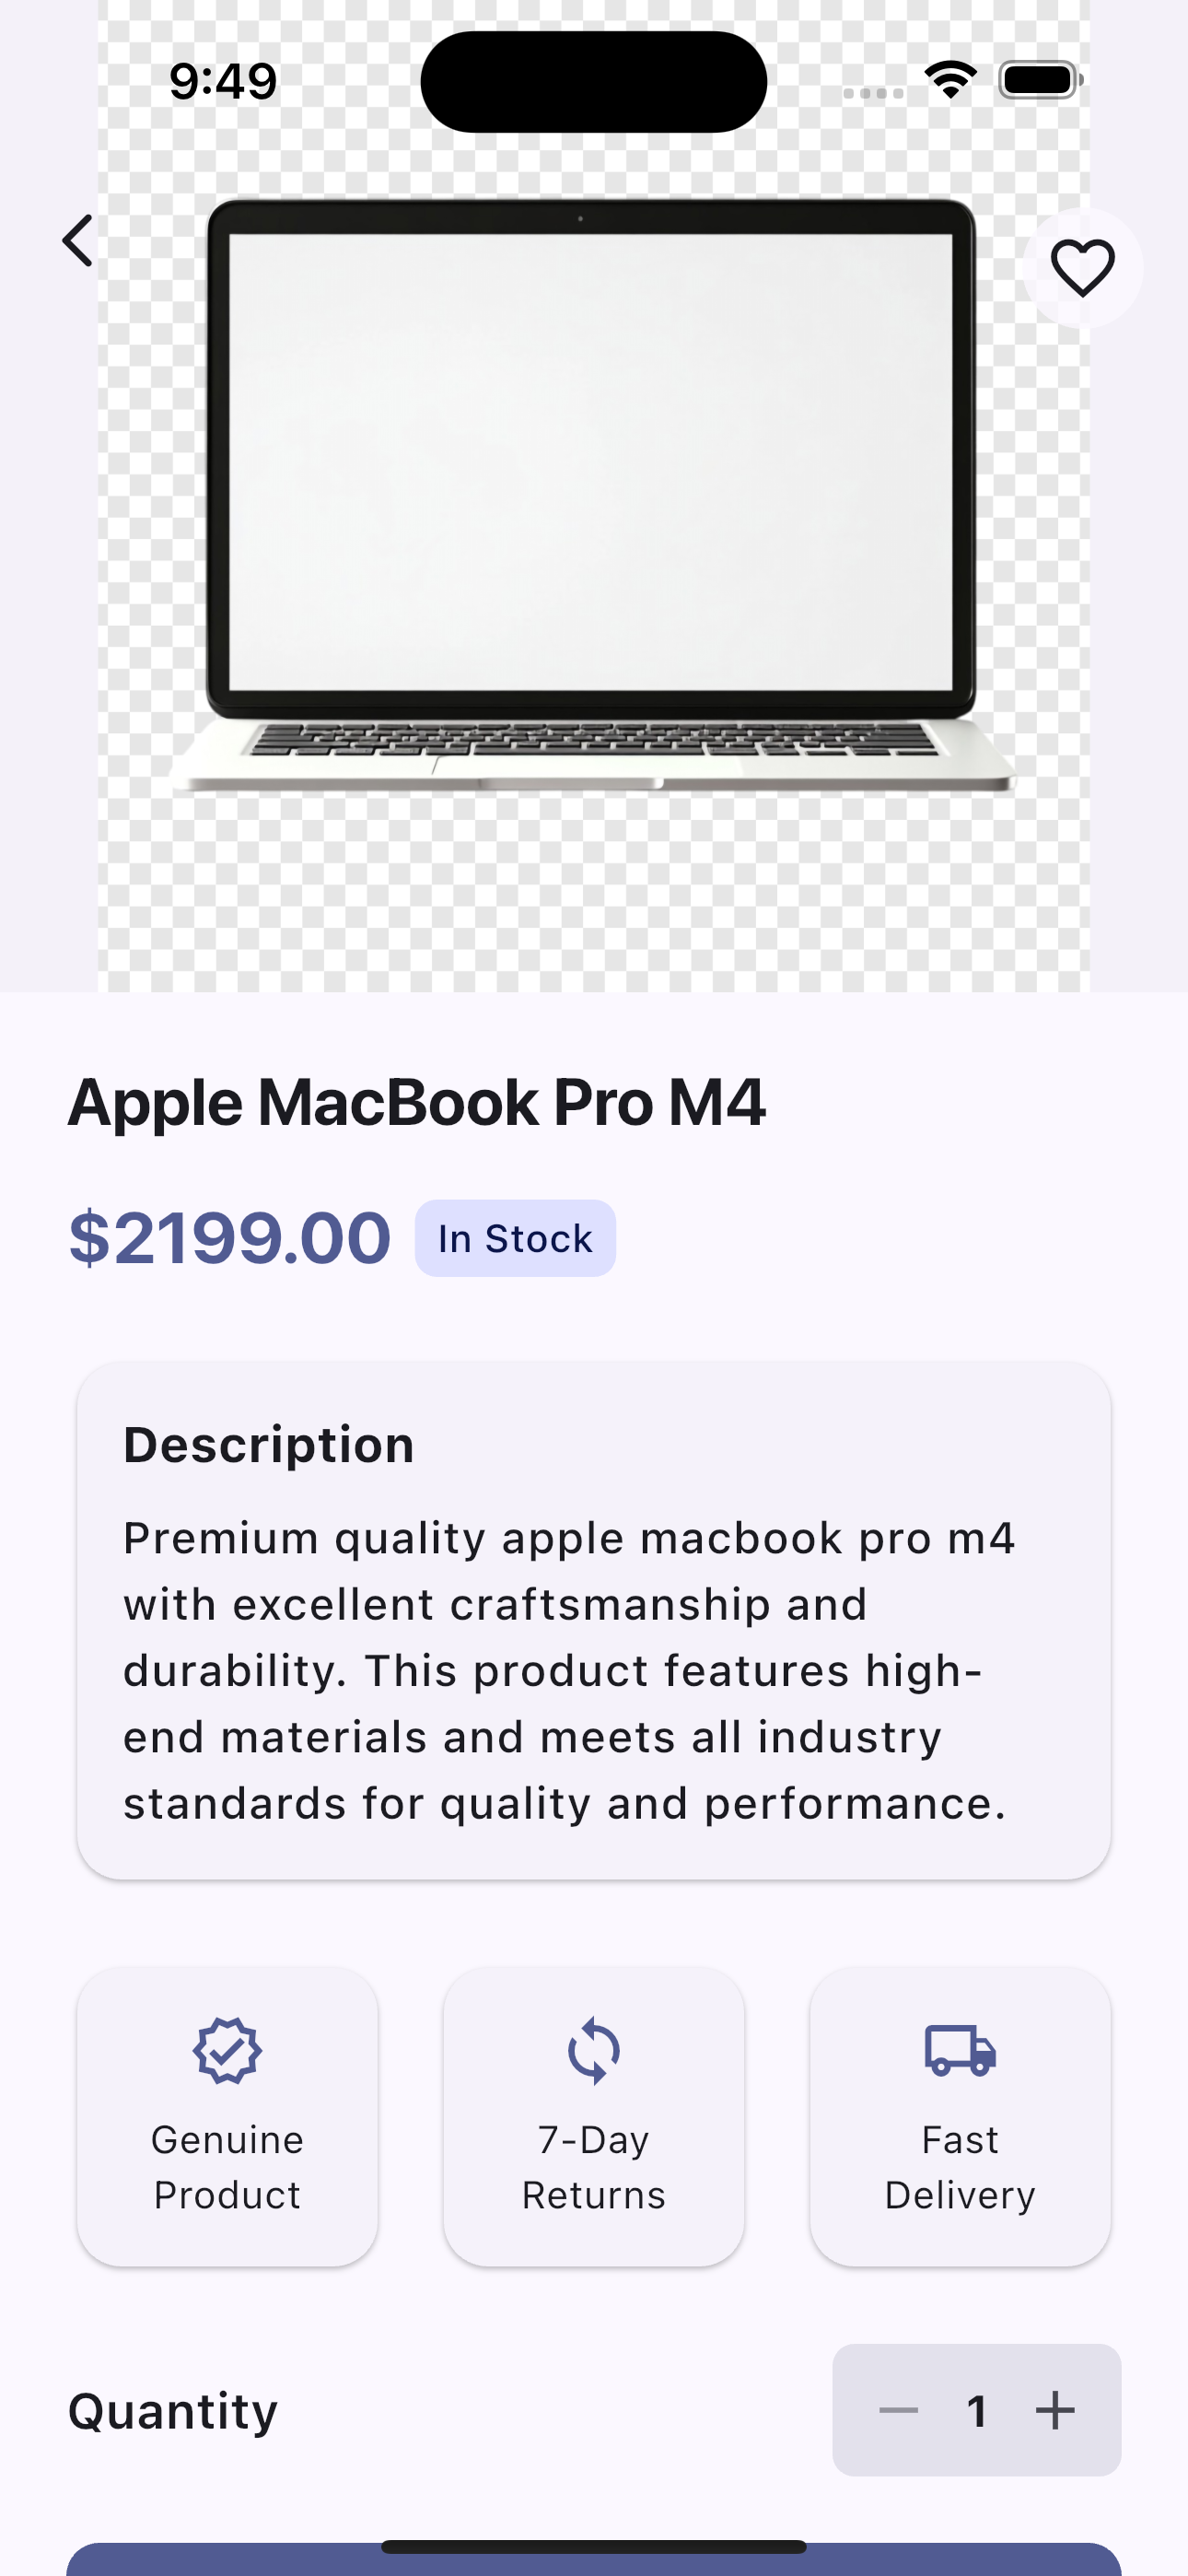 9:49
Apple MacBook Pro M4
$2199.00
In Stock
Description
Premium quality apple macbook pro m4
with excellent craftsmanship and
durability. This product features high-
end materials and meets all industry
standards for quality and performance.
Genuine
Product
7-Day
Returns
Fast
Delivery
Quantity
1